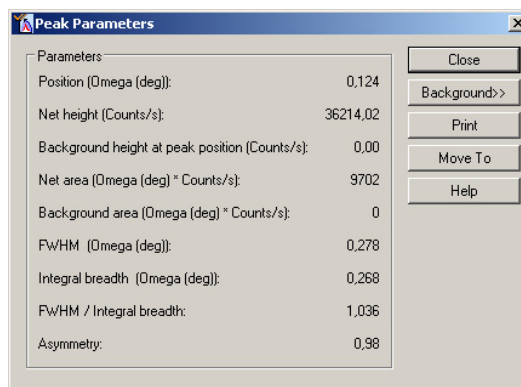 Peak Parameters
Parameters
Position (Omega (deg)): 0,124
Net height (Counts/s): 36214,02
Background height at peak position (Counts/s): 0,00
Net area (Omega (deg) * Counts/s): 9702
Background area (Omega (deg) * Counts/s): 0
FWHM (Omega (deg)): 0,278
Integral breadth (Omega (deg)): 0,268
FWHM / Integral breadth: 1,036
Asymmetry: 0,98
Close
Background>>
Print
Move To
Help